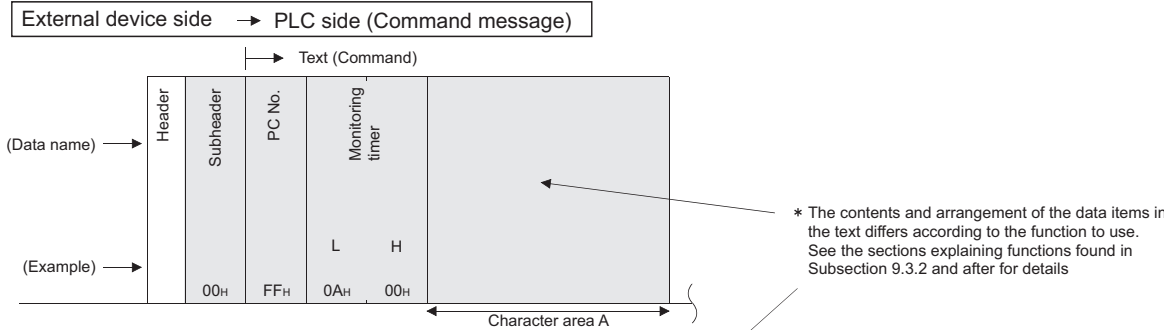 External device side → PLC side (Command message)
Text (Command)
(Data name)
Header
Subheader
PC No.
Monitoring
timer
* The contents and arrangement of the data items in
the text differs according to the function to use.
See the sections explaining functions found in
Subsection 9.3.2 and after for details
L H
(Example)
00H FFH 0AH 00H
Character area A